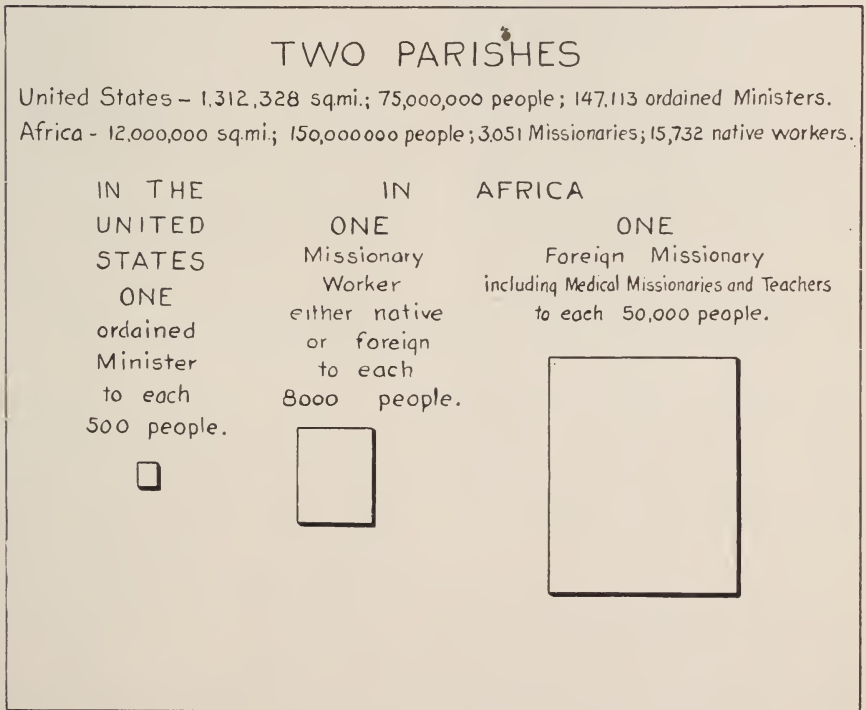 TWO PARISHES
United States - 1,312,328 sq.mi.; 75,000,000 people; 147,113 ordained Ministers.
Africa - 12,000,000 sq.mi.; 150,000000 people; 3,051 Missionaries; 15,732 native workers.
IN THE
UNITED
STATES
ONE
ordained
Minister
to each
500 people.
IN AFRICA
ONE
Missionary
Worker
either native
or foreign
to each
8000 people.
ONE
Foreign Missionary
including Medical Missionaries and Teachers
to each 50,000 people.